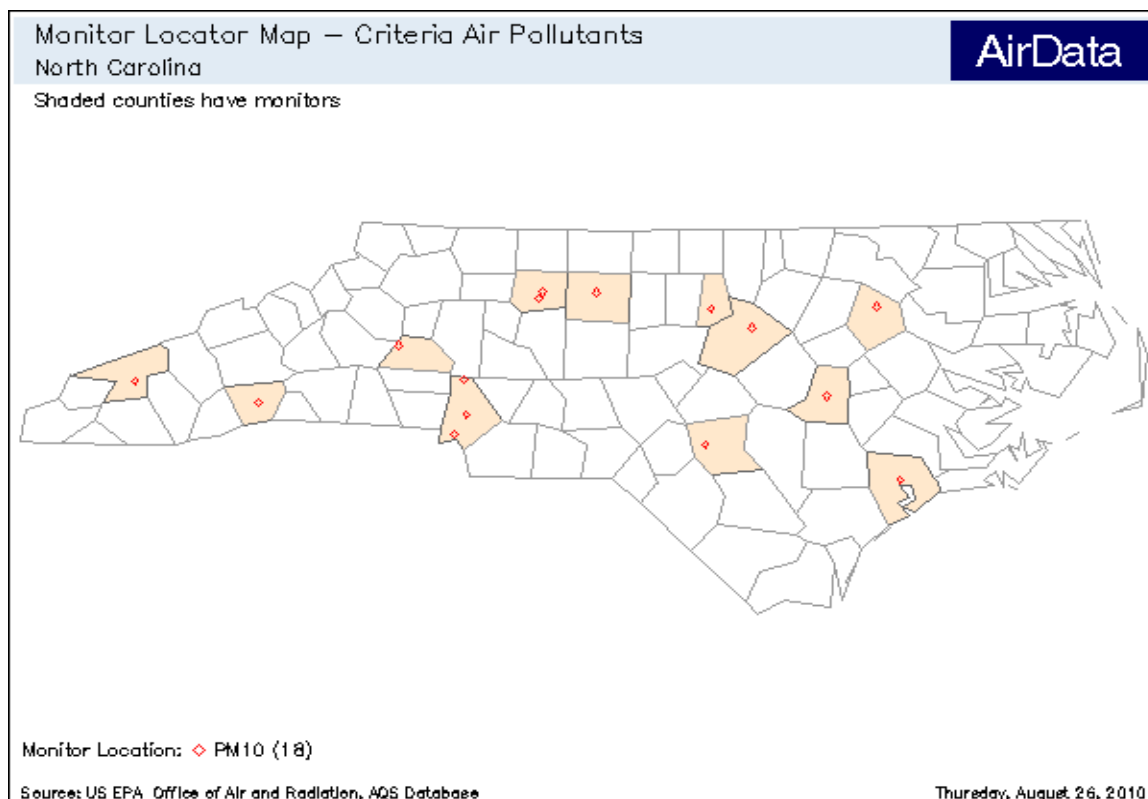 Monitor Locator Map – Criteria Air Pollutants
North Carolina
AirData
Shaded counties have monitors
Monitor Location: PM10 (18)
Source: US EPA Office of Air and Radiation, AQS Database
Thursday, August 26, 2010